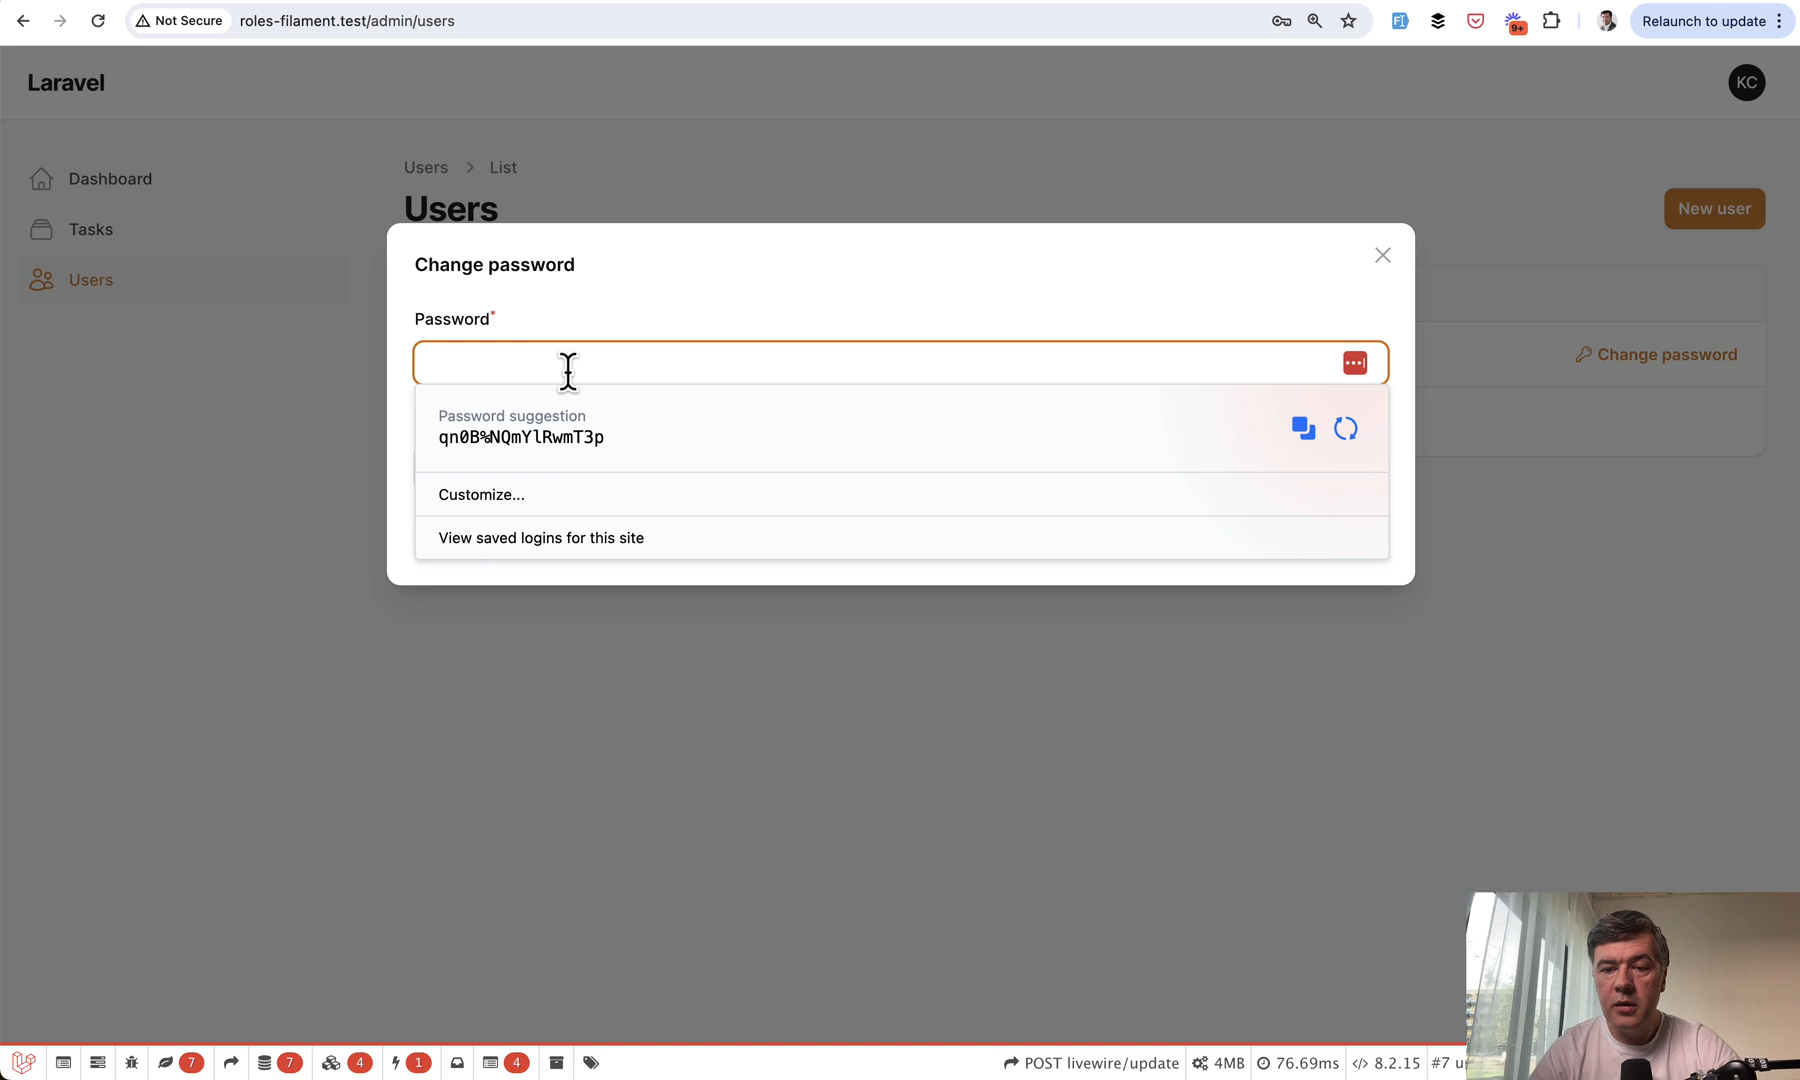 Not Secure
roles-filament.test/admin/users
9+
Relaunch to update
Laravel
KC
Dashboard
Tasks
Users
Users > List
Users
New user
Change password
Change password
Password*
Password suggestion
qn0B%NQmYlRwmT3p
Customize...
View saved logins for this site
7
7
4
1
4
POST livewire/update
4MB
76.69ms
8.2.15